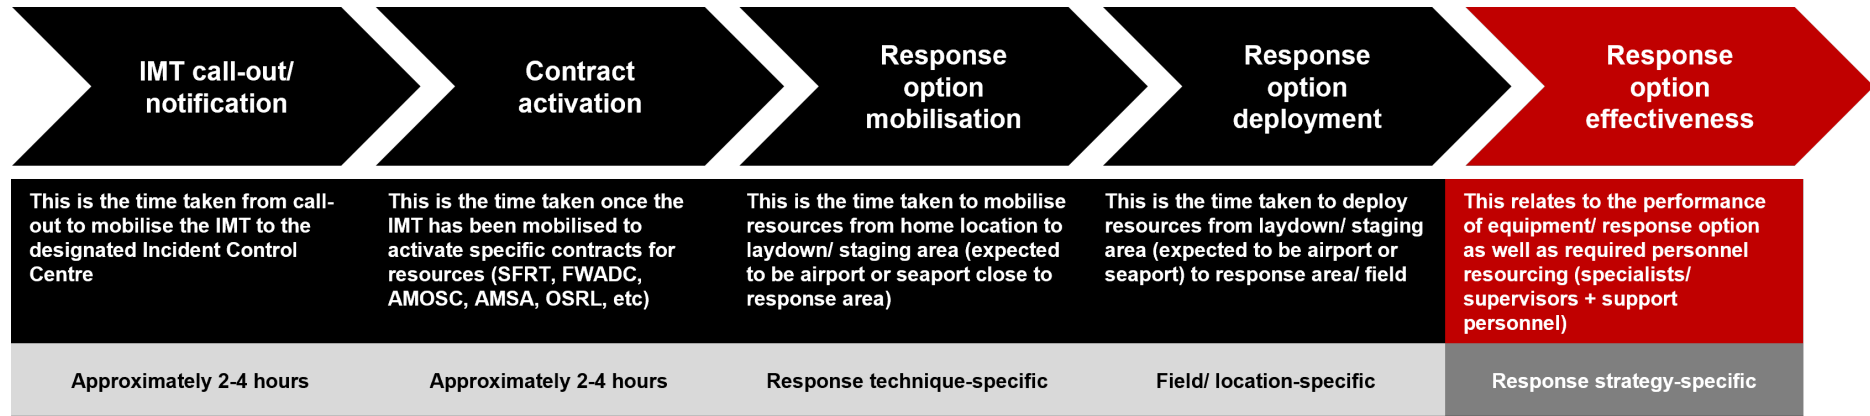 IMT call-out/
notification
Contract
activation
Response
option
mobilisation
Response
option
deployment
Response
option
effectiveness
This is the time taken from call-
out to mobilise the IMT to the
designated Incident Control
Centre
This is the time taken once the
IMT has been mobilised to
activate specific contracts for
resources (SFRT, FWADC,
AMOSC, AMSA, OSRL, etc)
This is the time taken to mobilise
resources from home location to
laydown/ staging area (expected
to be airport or seaport close to
response area)
This is the time taken to deploy
resources from laydown/ staging
area (expected to be airport or
seaport) to response area/ field
This relates to the performance
of equipment/ response option
as well as required personnel
resourcing (specialists/
supervisors + support
personnel)
Approximately 2-4 hours
Approximately 2-4 hours
Response technique-specific
Field/ location-specific
Response strategy-specific